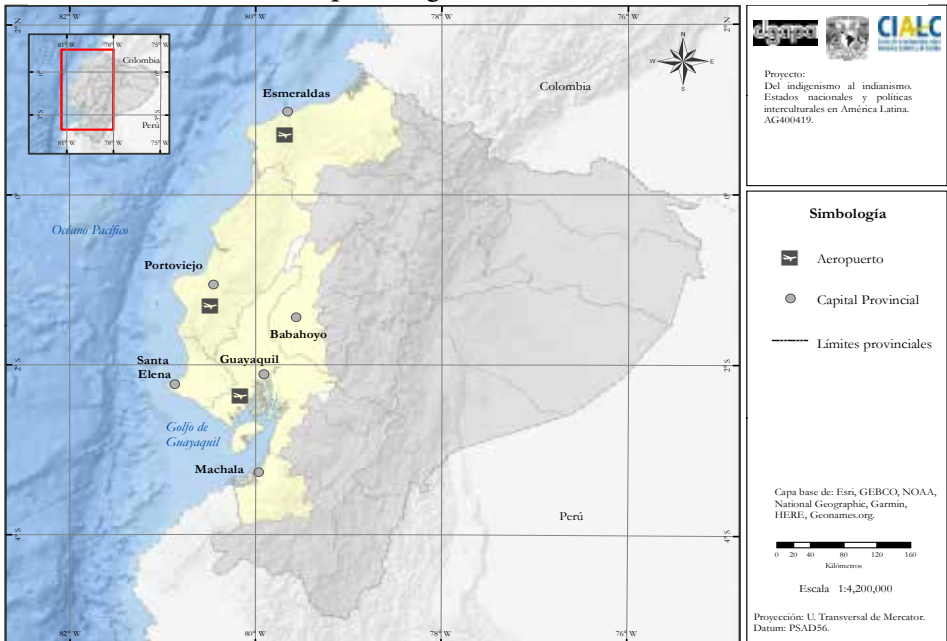 82° W
80° W
78° W
76° W
2° N
0°
2° S
4° S
2° N
0°
2° S
4° S
81° W
78° W
75° W
Colombia
0°
3° S
Perú
81° W
78° W
75° W
N
W
E
S
Colombia
Esmeraldas
Océano Pacífico
Portoviejo
Babahoyo
Santa
Elena
Guayaquil
Golfo de
Guayaquil
Machala
Perú
82° W
80° W
78° W
76° W
dgapa
CIALC
Proyecto:
Del indigenismo al indianismo.
Estados nacionales y políticas
interculturales en América Latina.
AG400419.
Simbología
Aeropuerto
Capital Provincial
Límites provinciales
Capa base de: Esri, GEBCO, NOAA,
National Geographic, Garmin,
HERE, Geonames.org.
0 20 40 80 120 160
Kilómetros
Escala 1:4,200,000
Proyección: U. Transversal de Mercator.
Datum: PSAD56.